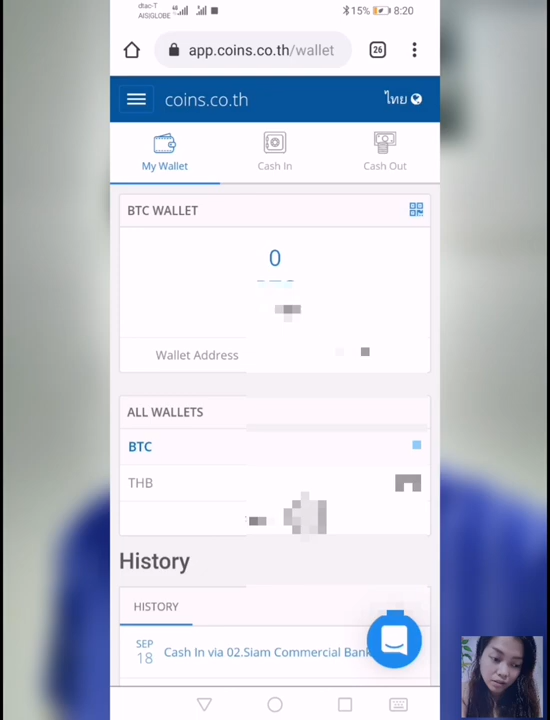 dtac-T
AISIGLOBE
15%
8:20
app.coins.co.th/wallet
26
coins.co.th
ไทย
My Wallet
Cash In
Cash Out
BTC WALLET
0
Wallet Address
ALL WALLETS
BTC
THB
History
HISTORY
SEP
18
Cash In via 02.Siam Commercial Bank